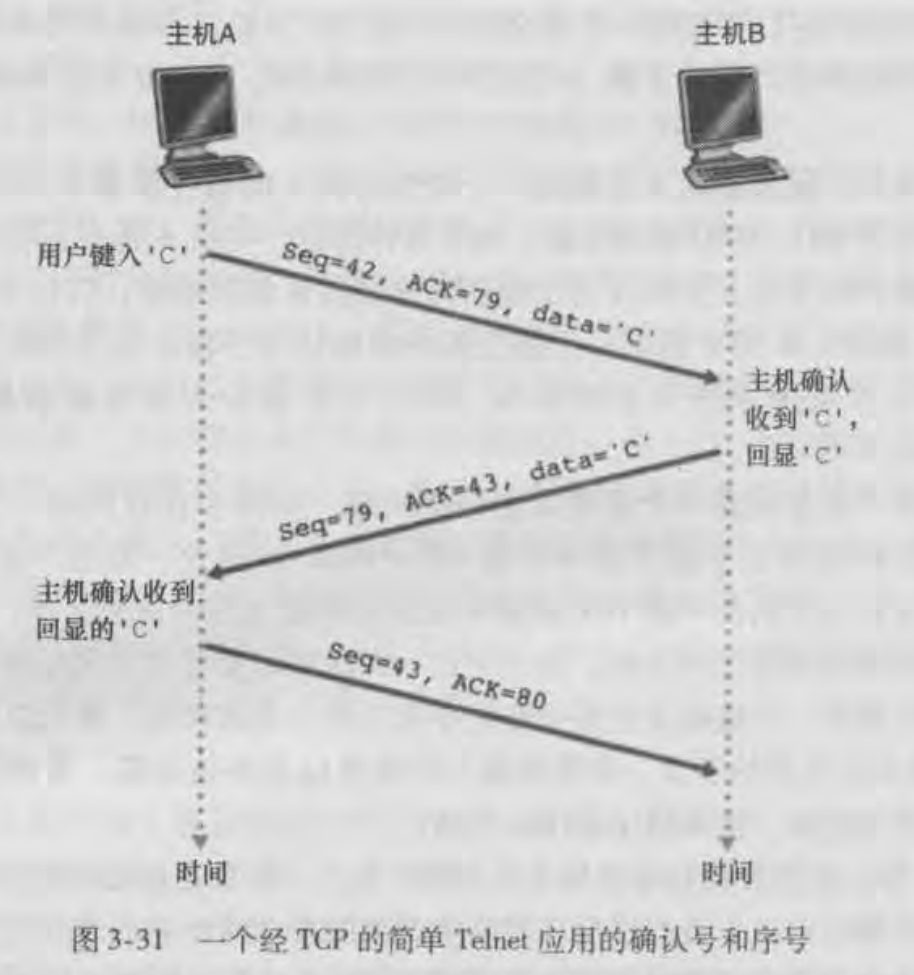 主机A
主机B
用户键入'C'
Seq=42, ACK=79, data='C'
主机确认
收到'C',
回显'C'
Seq=79, ACK=43, data='C'
主机确认收到
回显的'C'
Seq=43, ACK=80
时间
时间
图 3-31 一个经 TCP 的简单 Telnet 应用的确认号和序号